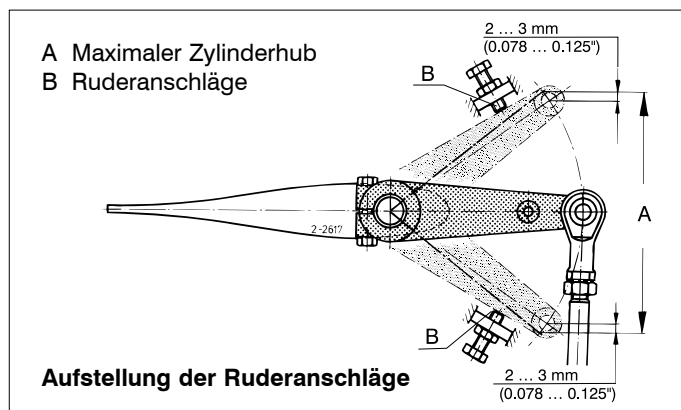 2 ... 3 mm
(0.078 ... 0.125")
A Maximaler Zylinderhub
B Ruderanschläge
B
A
2-2617
B
Aufstellung der Ruderanschläge
2 ... 3 mm
(0.078 ... 0.125")